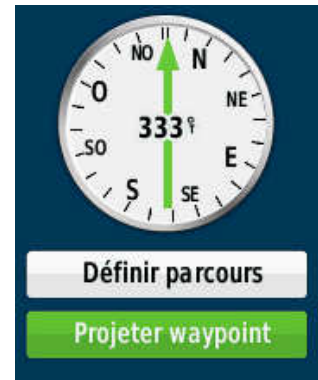 NO N
O NE
333°
SO E
S SE
Définir parcours
Projeter waypoint